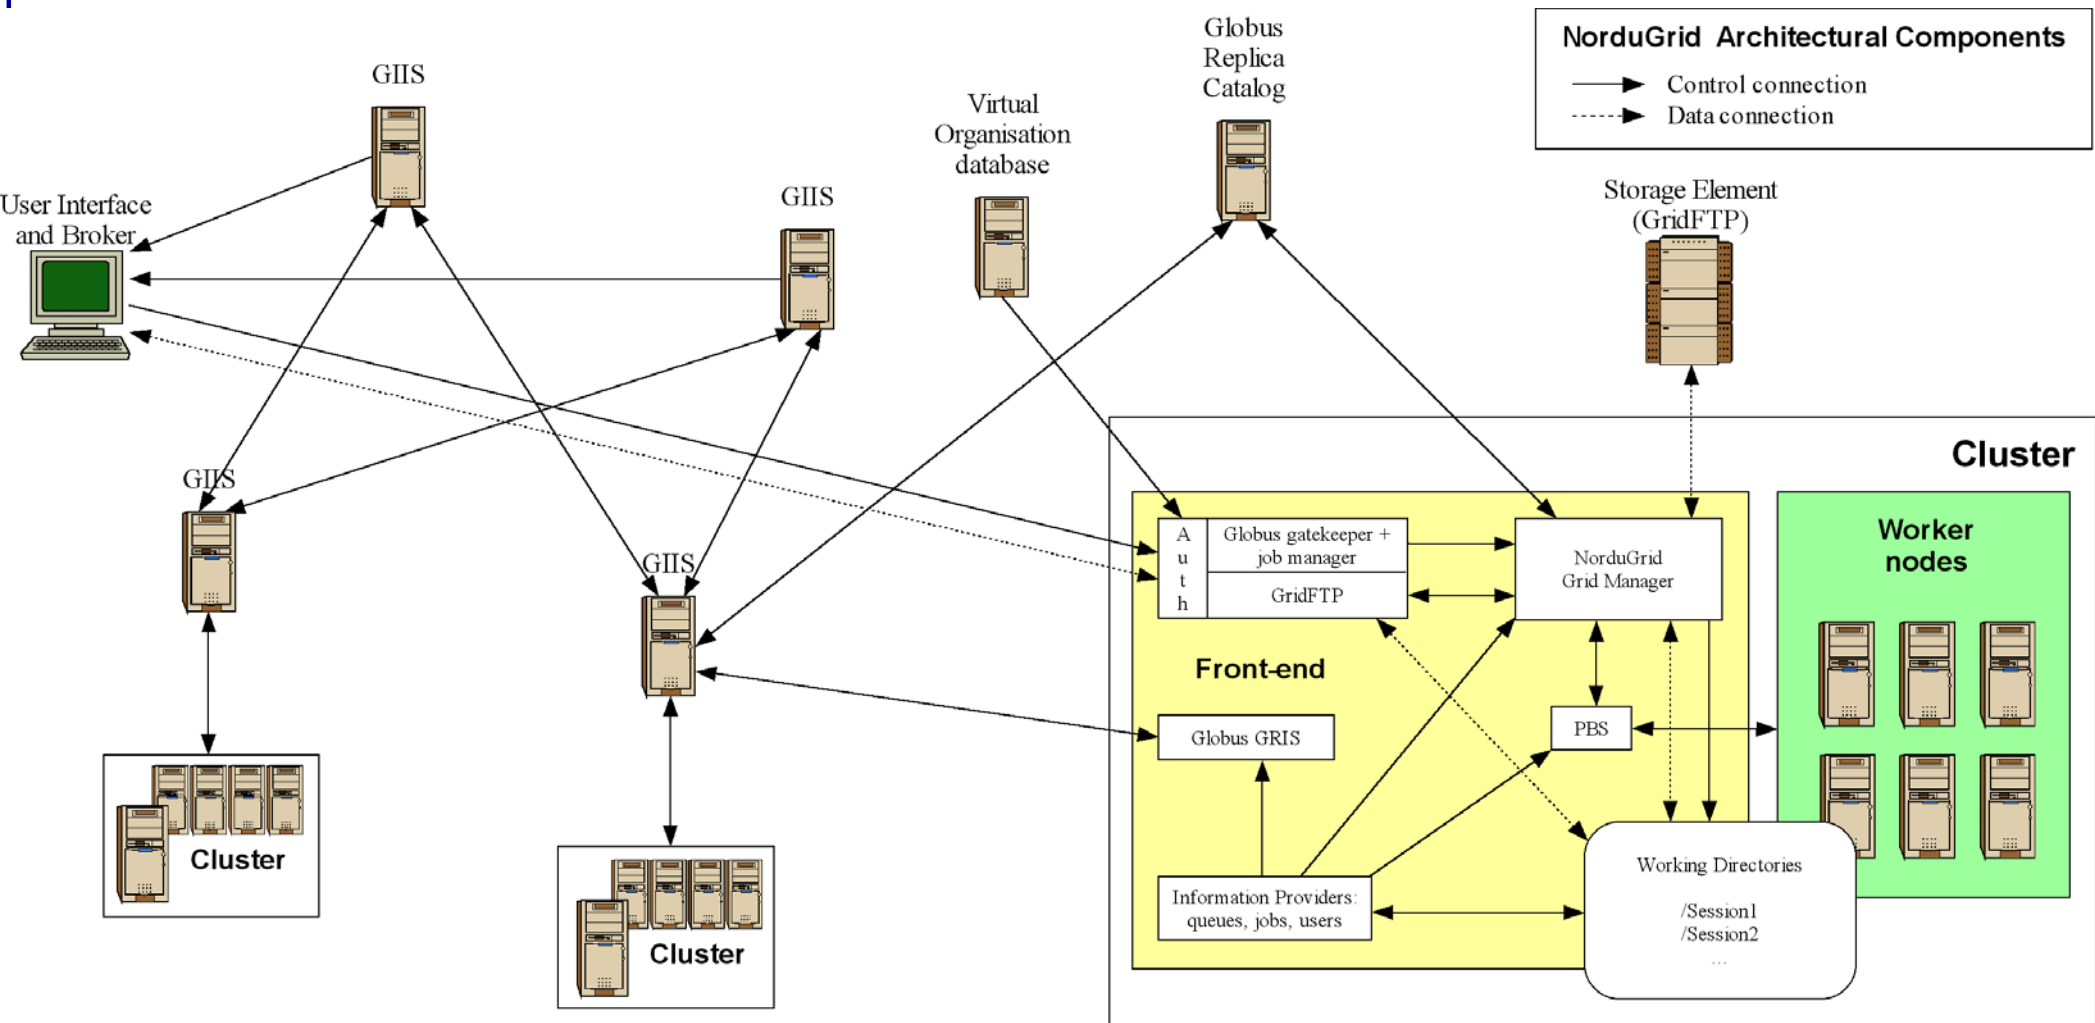 Globus
Replica
Catalog
NorduGrid Architectural Components
Control connection
Data connection
GIIS
Virtual
Organisation
database
Storage Element
(GridFTP)
User Interface
and Broker
GIIS
GIIS
GIIS
Cluster
Cluster
Cluster
A
u
t
h
Globus gatekeeper +
job manager
GridFTP
NorduGrid
Grid Manager
Worker
nodes
Front-end
Globus GRIS
PBS
Information Providers:
queues, jobs, users
Working Directories
/Session1
/Session2
...